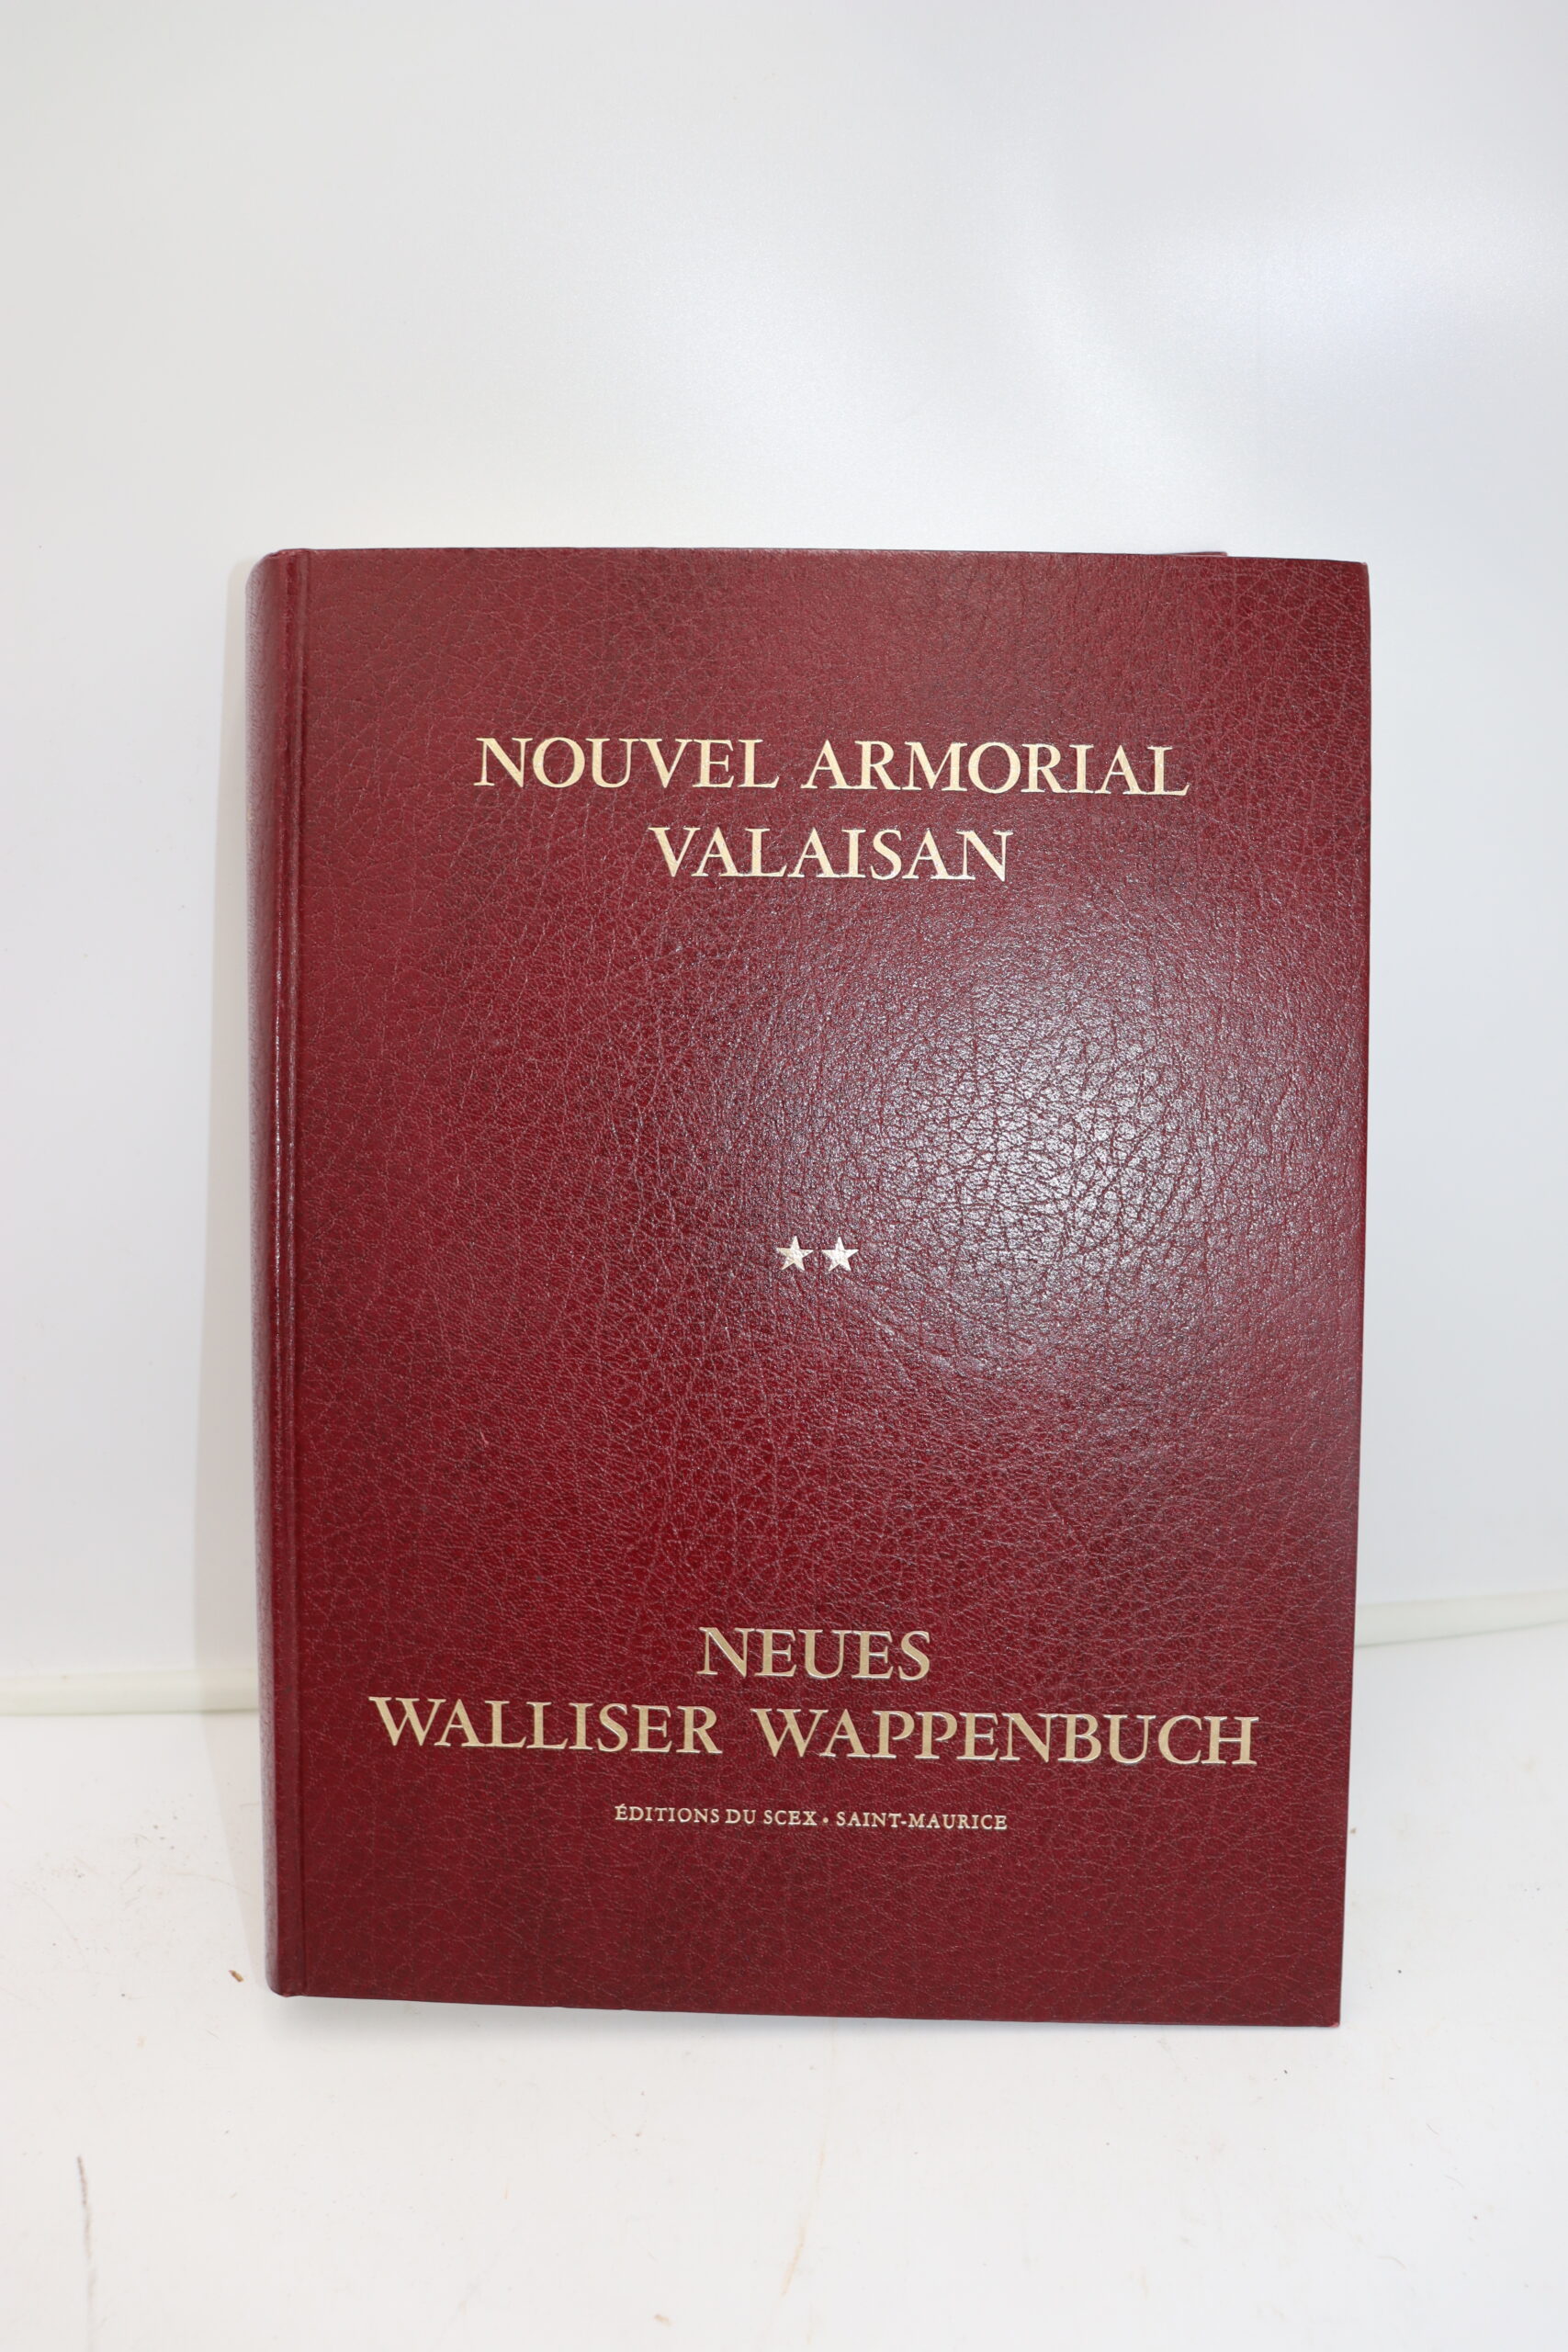 NOUVEL ARMORIAL
VALAISAN
★★
NEUES
WALLISER WAPPENBUCH
ÉDITIONS DU SCEX • SAINT-MAURICE